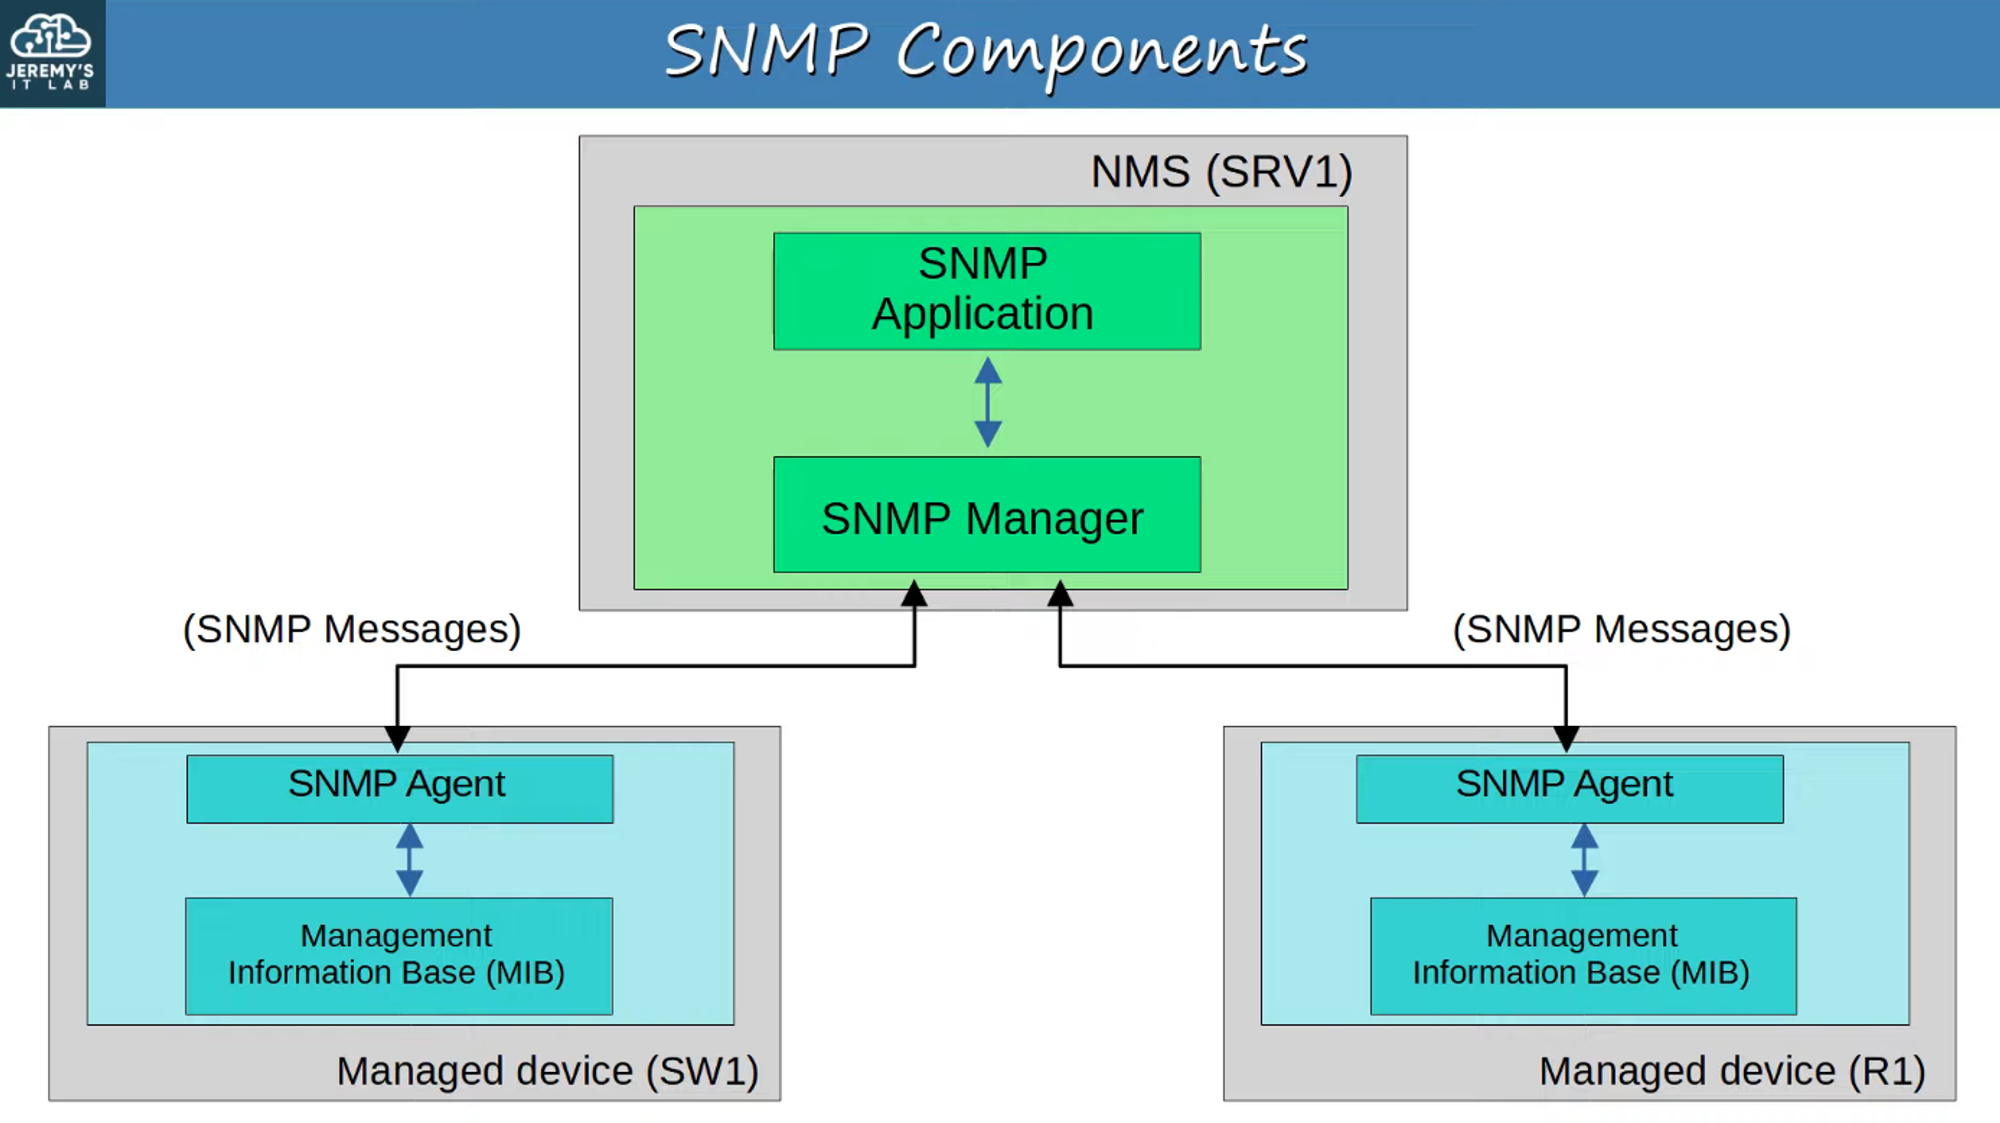 JEREMY'S
IT LAB
SNMP Components
NMS (SRV1)
SNMP
Application
SNMP Manager
(SNMP Messages)
(SNMP Messages)
SNMP Agent
Management
Information Base (MIB)
Managed device (SW1)
SNMP Agent
Management
Information Base (MIB)
Managed device (R1)